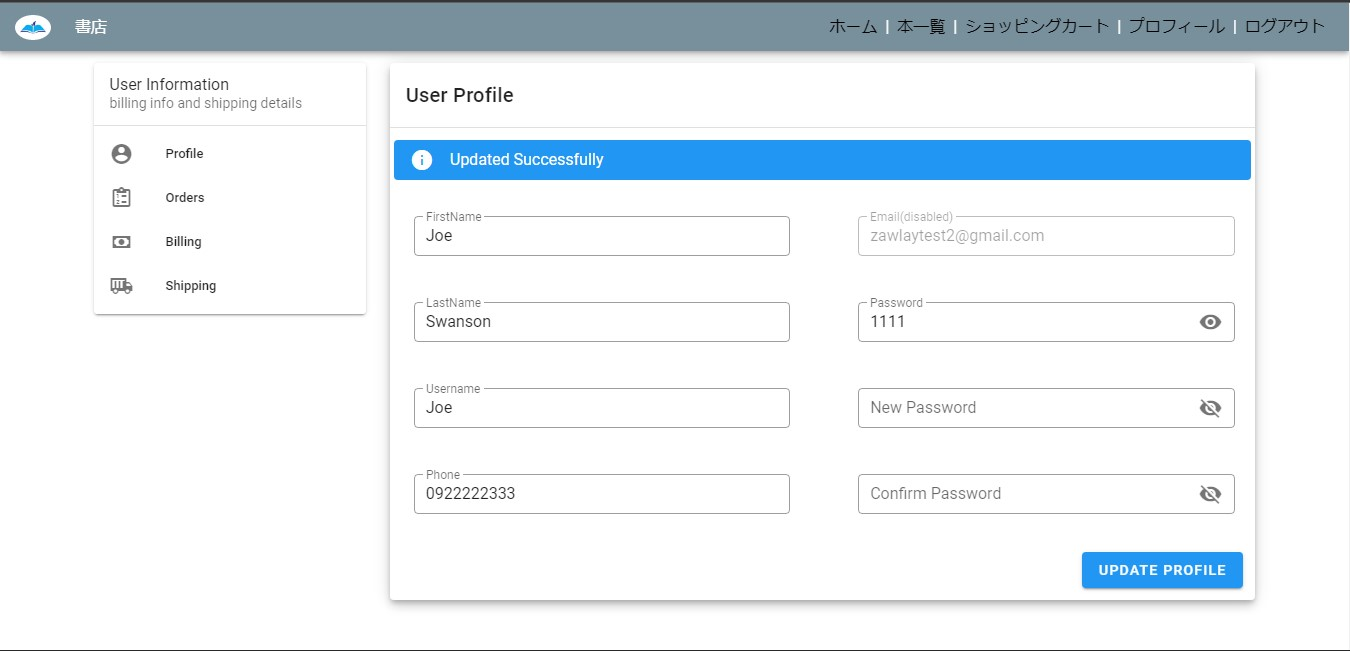 書店
ホーム | 本一覧 | ショッピングカート | プロフィール | ログアウト
User Information
billing info and shipping details
Profile
Orders
Billing
Shipping
User Profile
Updated Successfully
FirstName
Joe
Email(disabled)
zawlaytest2@gmail.com
LastName
Swanson
Password
1111
Username
Joe
New Password
Phone
0922222333
Confirm Password
UPDATE PROFILE